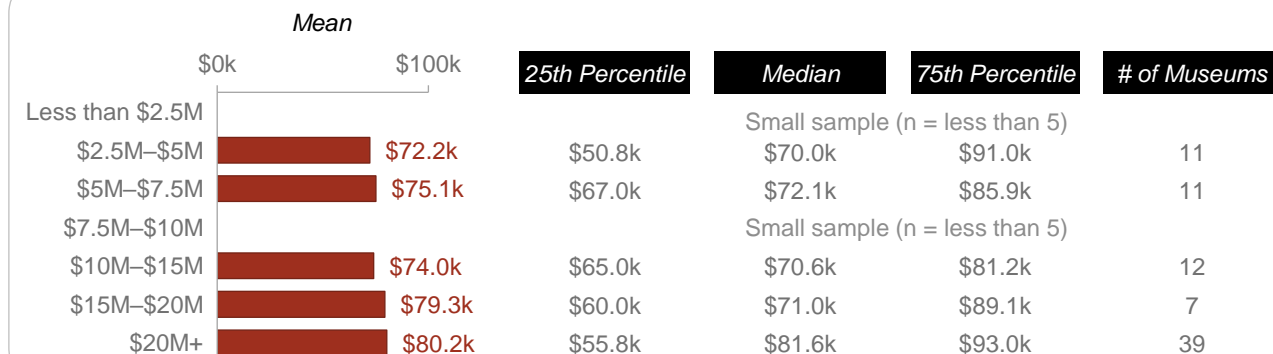 Mean
$0k $100k 25th Percentile Median 75th Percentile # of Museums
Less than $2.5M Small sample (n = less than 5)
$2.5M–$5M $72.2k $50.8k $70.0k $91.0k 11
$5M–$7.5M $75.1k $67.0k $72.1k $85.9k 11
$7.5M–$10M Small sample (n = less than 5)
$10M–$15M $74.0k $65.0k $70.6k $81.2k 12
$15M–$20M $79.3k $60.0k $71.0k $89.1k 7
$20M+ $80.2k $55.8k $81.6k $93.0k 39